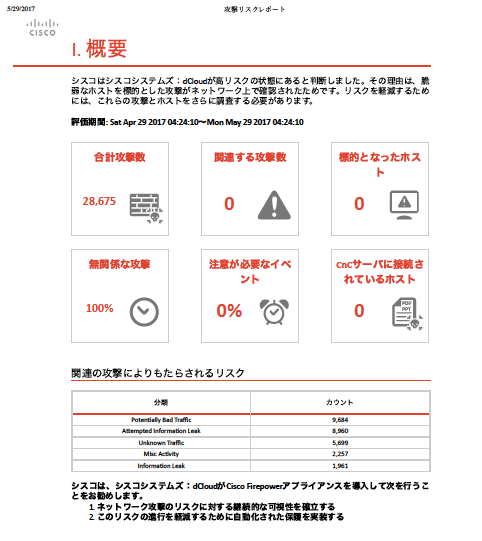 5/29/2017
攻撃リスクレポート
CISCO
I. 概要
シスコはシスコシステムズ：dCloudが高リスクの状態にあると判断しました。その理由は、脆
弱なホストを標的とした攻撃がネットワーク上で確認されたためです。リスクを軽減するため
には、これらの攻撃とホストをさらに調査する必要があります。
評価期間: Sat Apr 29 2017 04:24:10～Mon May 29 2017 04:24:10
合計攻撃数
28,675
関連する攻撃数
0
標的となったホス
ト
0
無関係な攻撃
100%
注意が必要なイベ
ント
0%
CnCサーバに接続さ
れているホスト
PDF
PPT
0
関連の攻撃によりもたらされるリスク
分類 カウント
Potentially Bad Traffic 9,684
Attempted Information Leak 8,960
Unknown Traffic 5,699
Misc Activity 2,257
Information Leak 1,961
シスコは、シスコシステムズ：dCloudがCisco Firepowerアプライアンスを導入して次を行うこ
とをお勧めします。
1. ネットワーク攻撃のリスクに対する継続的な可視性を確立する
2. このリスクの進行を軽減するために自動化された保護を実装する